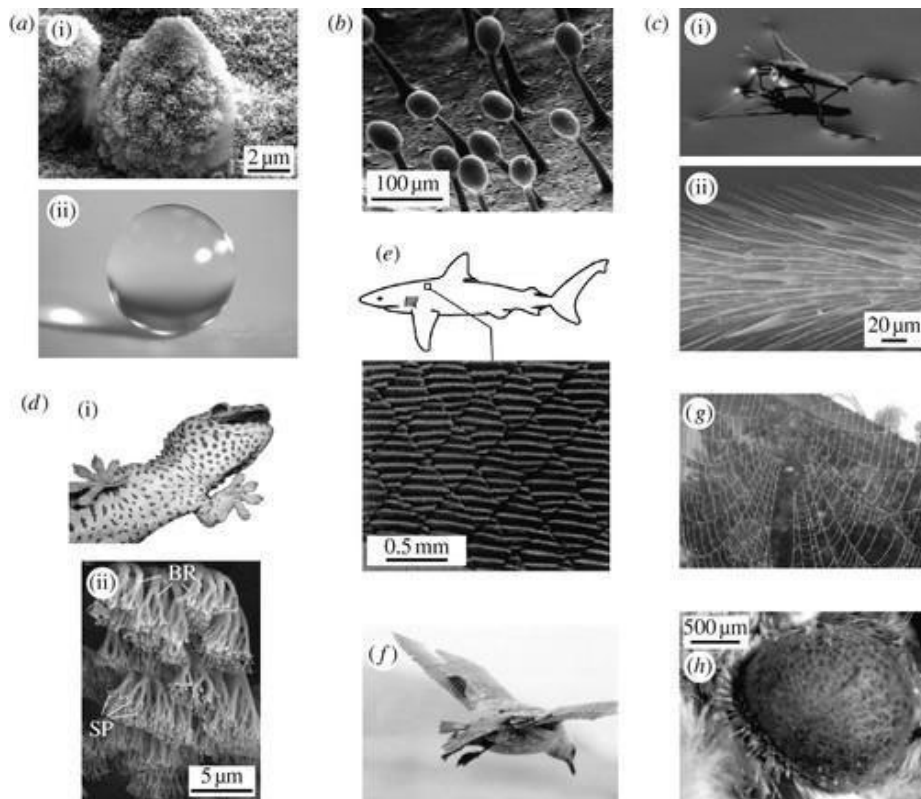 (a)
(i)
2 µm
(ii)
(b)
100 µm
(c)
(i)
(ii)
20 µm
(d)
(i)
(ii)
BR
SP
5 µm
(e)
0.5 mm
(f)
(g)
500 µm
(h)